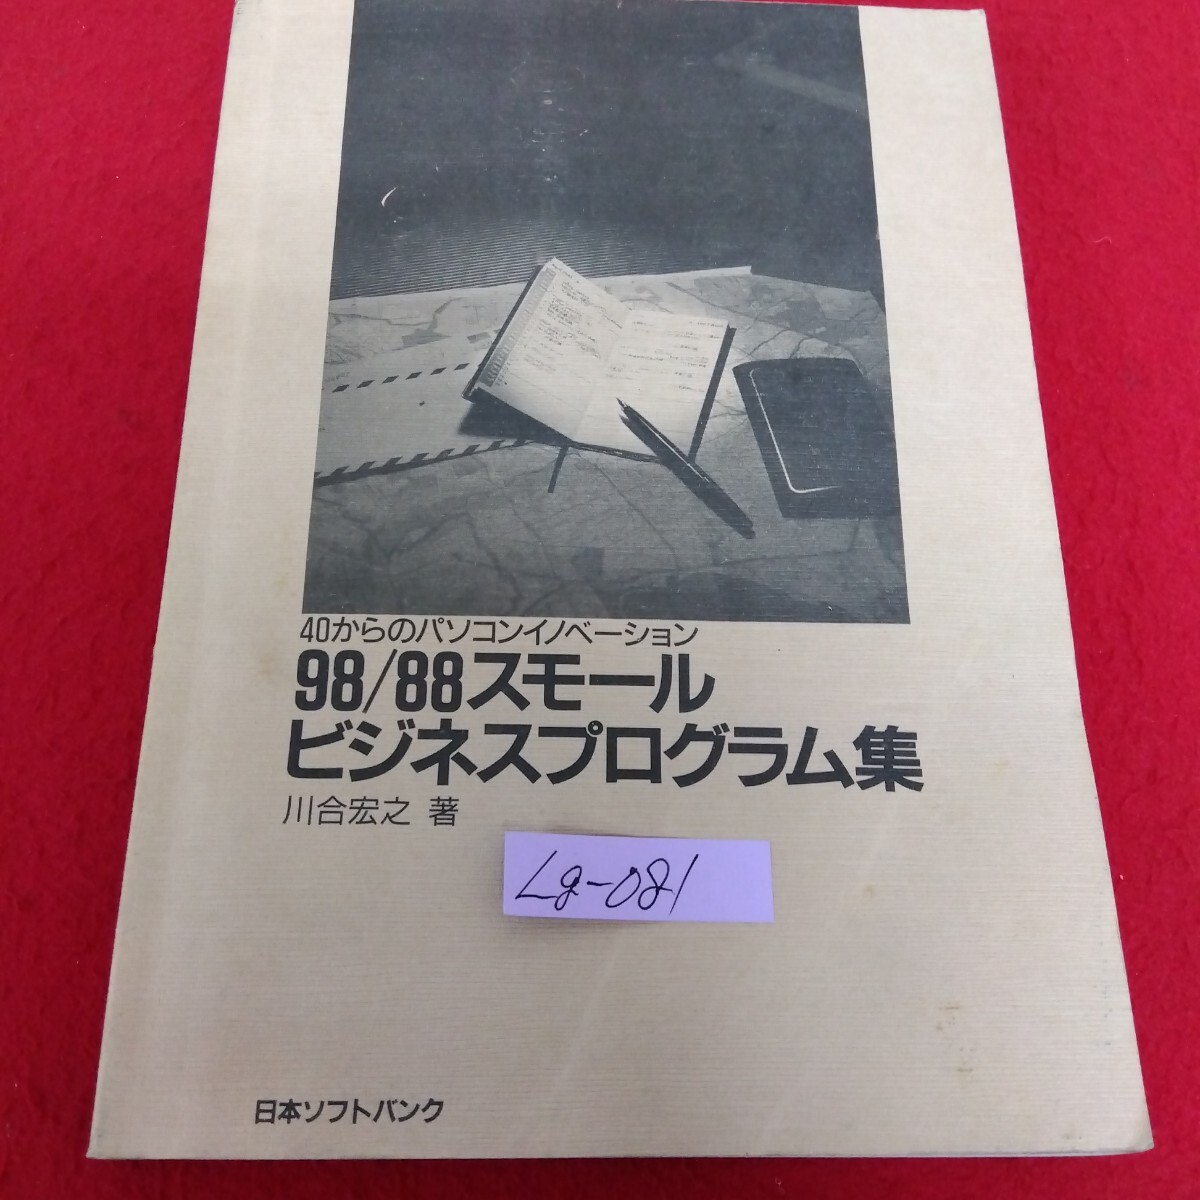 40からのパソコンイノベーション
98/88スモール
ビジネスプログラム集
川合宏之 著
Lg-081
日本ソフトバンク